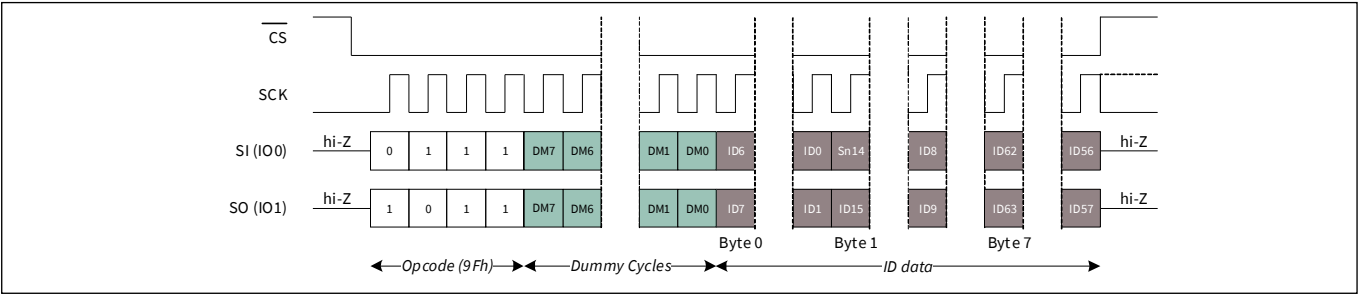 CS
SCK
hi-Z hi-Z
SI (IO0) 0 1 1 1 DM7 DM6 DM1 DM0 ID6 ID0 Sn14 ID8 ID62 ID56
hi-Z hi-Z
SO (IO1) 1 0 1 1 DM7 DM6 DM1 DM0 ID7 ID1 ID15 ID9 ID63 ID57
Byte 0 Byte 1 Byte 7
Opcode (9Fh) Dummy Cycles ID data